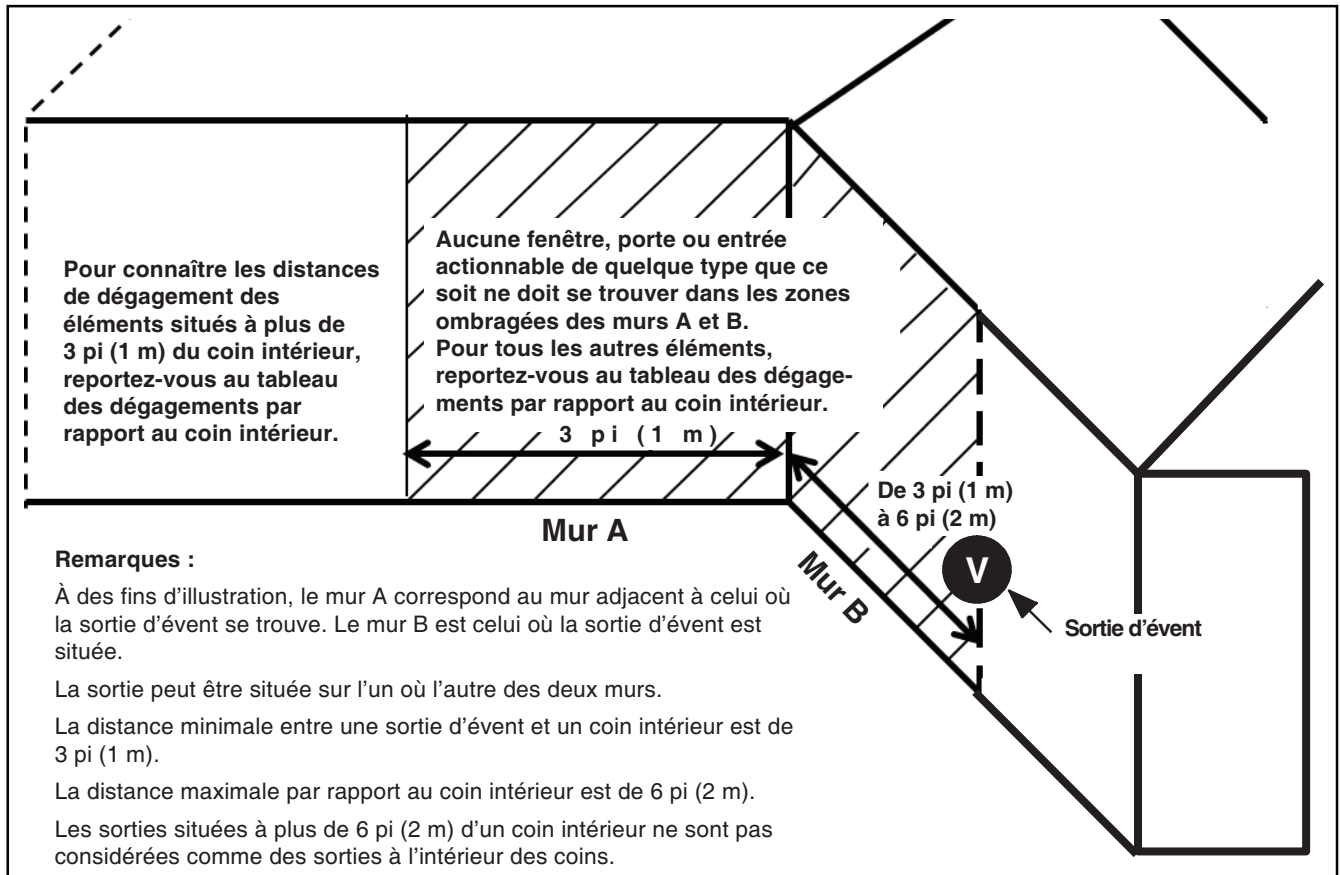 Pour connaître les distances
de dégagement des
éléments situés à plus de
3 pi (1 m) du coin intérieur,
reportez-vous au tableau
des dégagements par
rapport au coin intérieur.
Aucune fenêtre, porte ou entrée
actionnable de quelque type que ce
soit ne doit se trouver dans les zones
ombragées des murs A et B.
Pour tous les autres éléments,
reportez-vous au tableau des dégage-
ments par rapport au coin intérieur.
3 pi (1 m)
De 3 pi (1 m)
à 6 pi (2 m)
Mur A
Mur B
V
Sortie d'évent
Remarques :
À des fins d'illustration, le mur A correspond au mur adjacent à celui où
la sortie d'évent se trouve. Le mur B est celui où la sortie d'évent est
située.
La sortie peut être située sur l'un où l'autre des deux murs.
La distance minimale entre une sortie d'évent et un coin intérieur est de
3 pi (1 m).
La distance maximale par rapport au coin intérieur est de 6 pi (2 m).
Les sorties situées à plus de 6 pi (2 m) d'un coin intérieur ne sont pas
considérées comme des sorties à l'intérieur des coins.